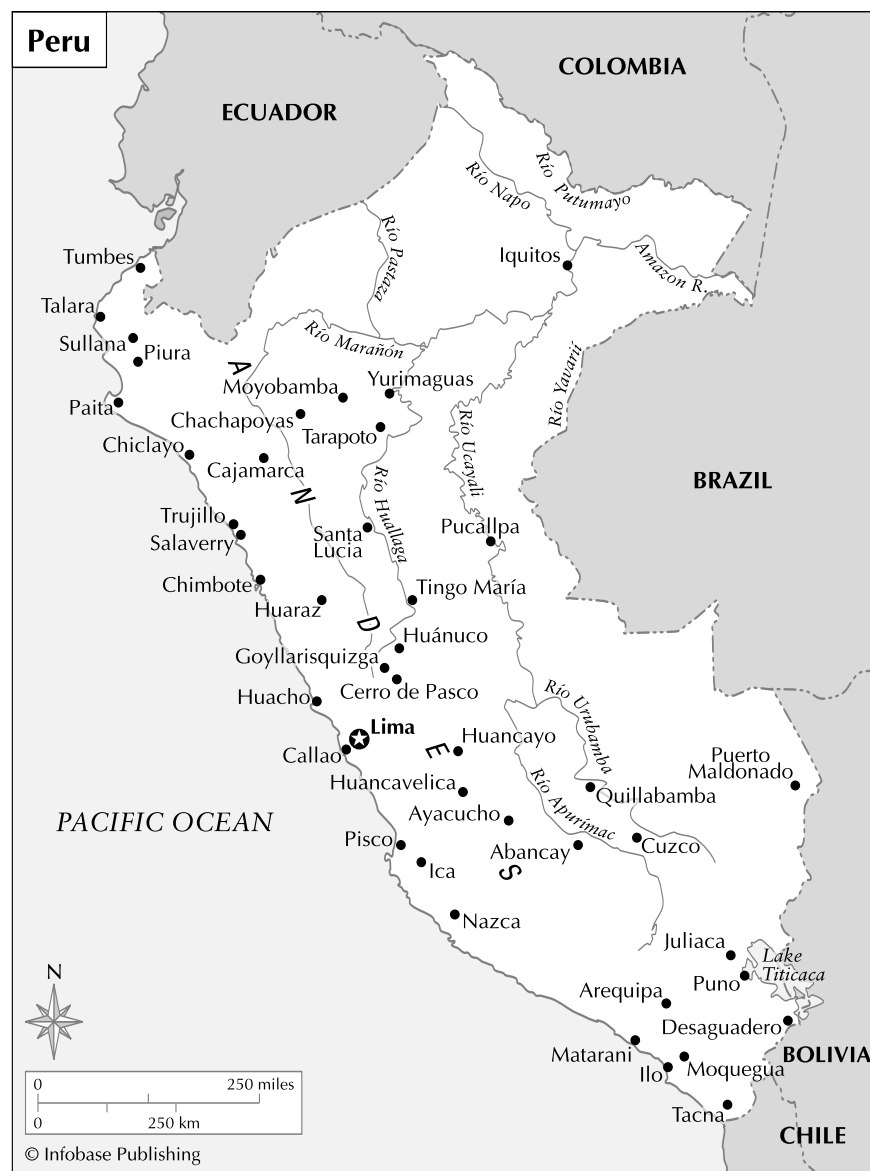 Peru
COLOMBIA
ECUADOR
Río Putumayo
Río Napo
Río Pastaza
Tumbes
Iquitos
Amazon R.
Talara
Sullana
Piura
Río Marañón
Río Yavarií
A
Moyobamba
Yurimaguas
Paita
Chachapoyas
Tarapoto
Río Ucayali
Chiclayo
Cajamarca
Río Huallaga
BRAZIL
N
Trujillo
Salaverry
Santa
Lucia
Pucallpa
Chimbote
Huaraz
Tingo María
D
Huánuco
Goyllarisquizga
Cerro de Pasco
Huacho
Río Urubamba
Lima
Callao
E
Huancayo
Puerto
Maldonado
Huancavelica
Río Apurímac
Quillabamba
PACIFIC OCEAN
Ayacucho
Pisco
Abancay
Cuzco
Ica
S
Nazca
Juliaca
Lake
Titicaca
Puno
N
Arequipa
Desaguadero
Matarani
Moquegua
BOLIVIA
Ilo
0
250 miles
0
250 km
Tacna
CHILE
© Infobase Publishing